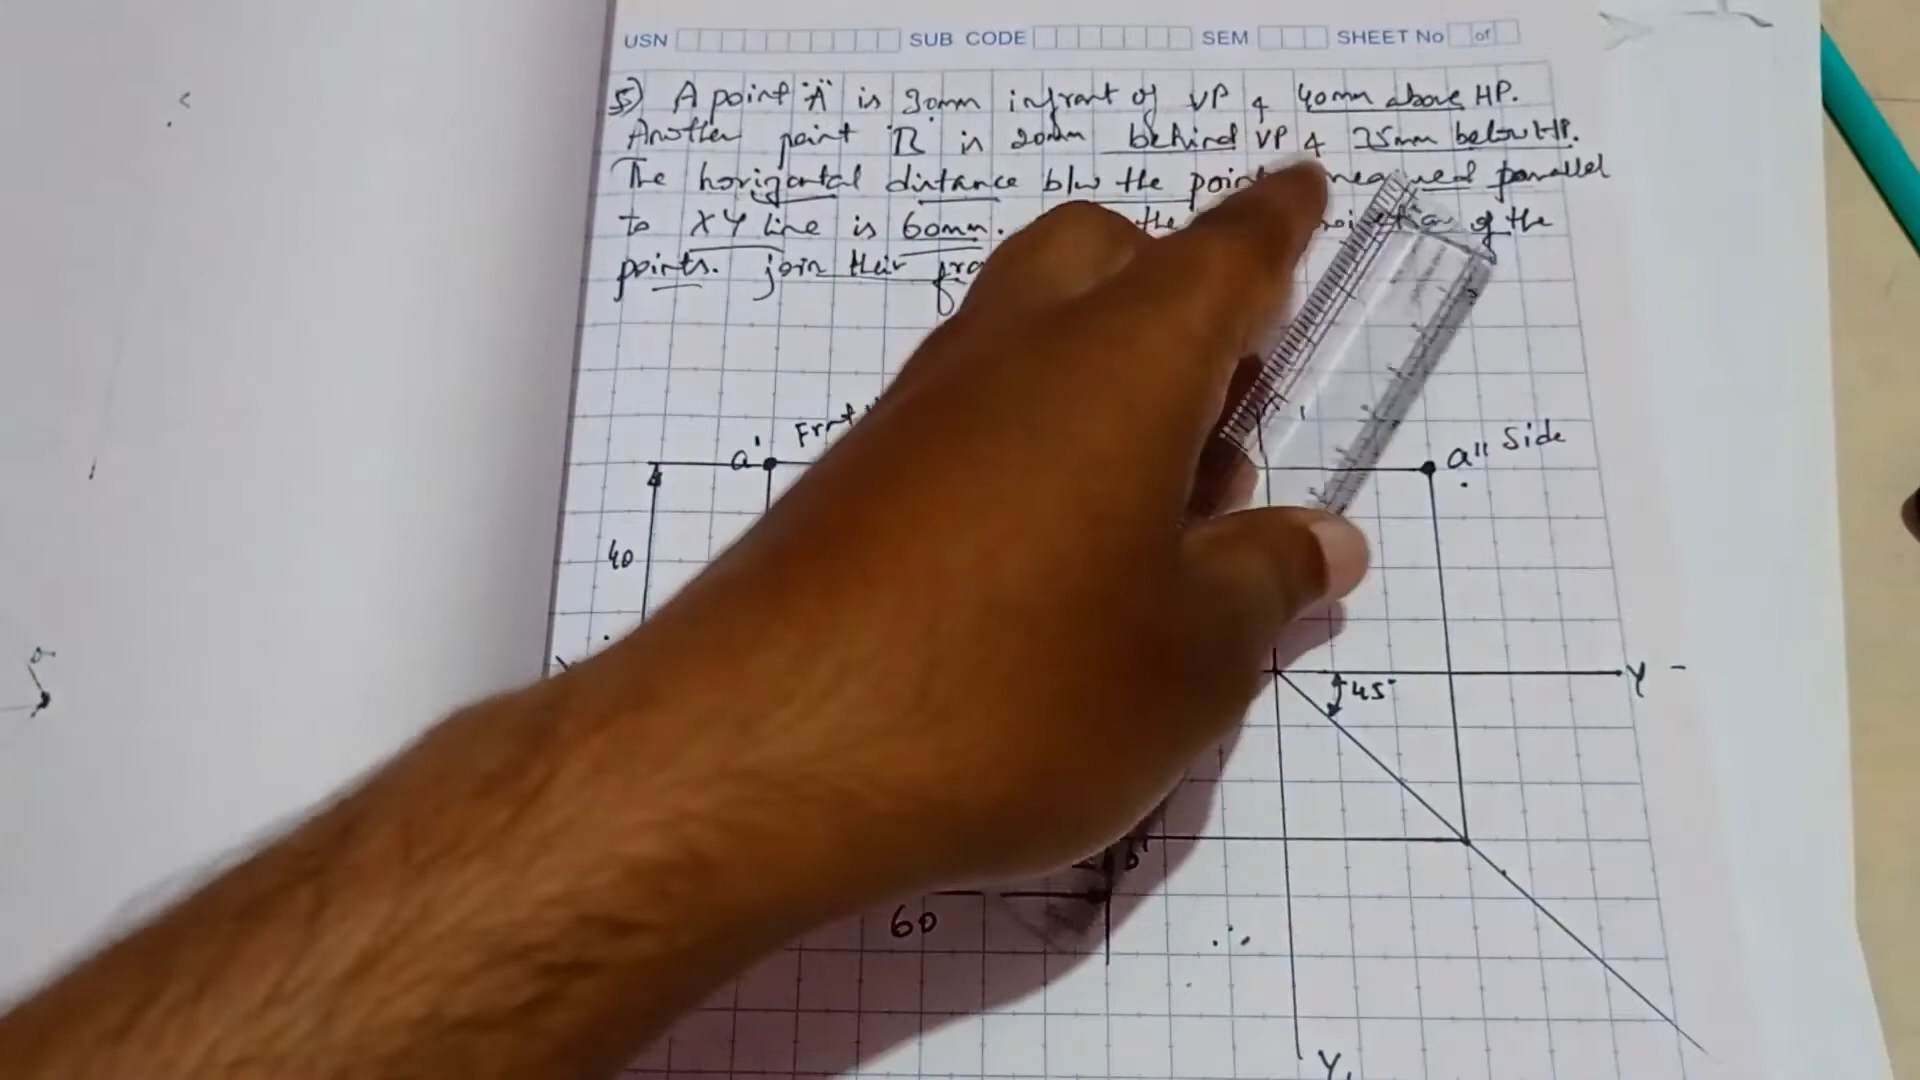 USN SUB CODE SEM SHEET No of
5) A point "A" is 30mm infront of VP & 40mm above HP.
Another point B is 20mm behind VP & 25mm below HP.
The horizontal distance b/w the point parallel
to XY line is 60mm. the of the
points. join their
a' Frnt
a" Side
40
Y
45°
b'
60
Y1